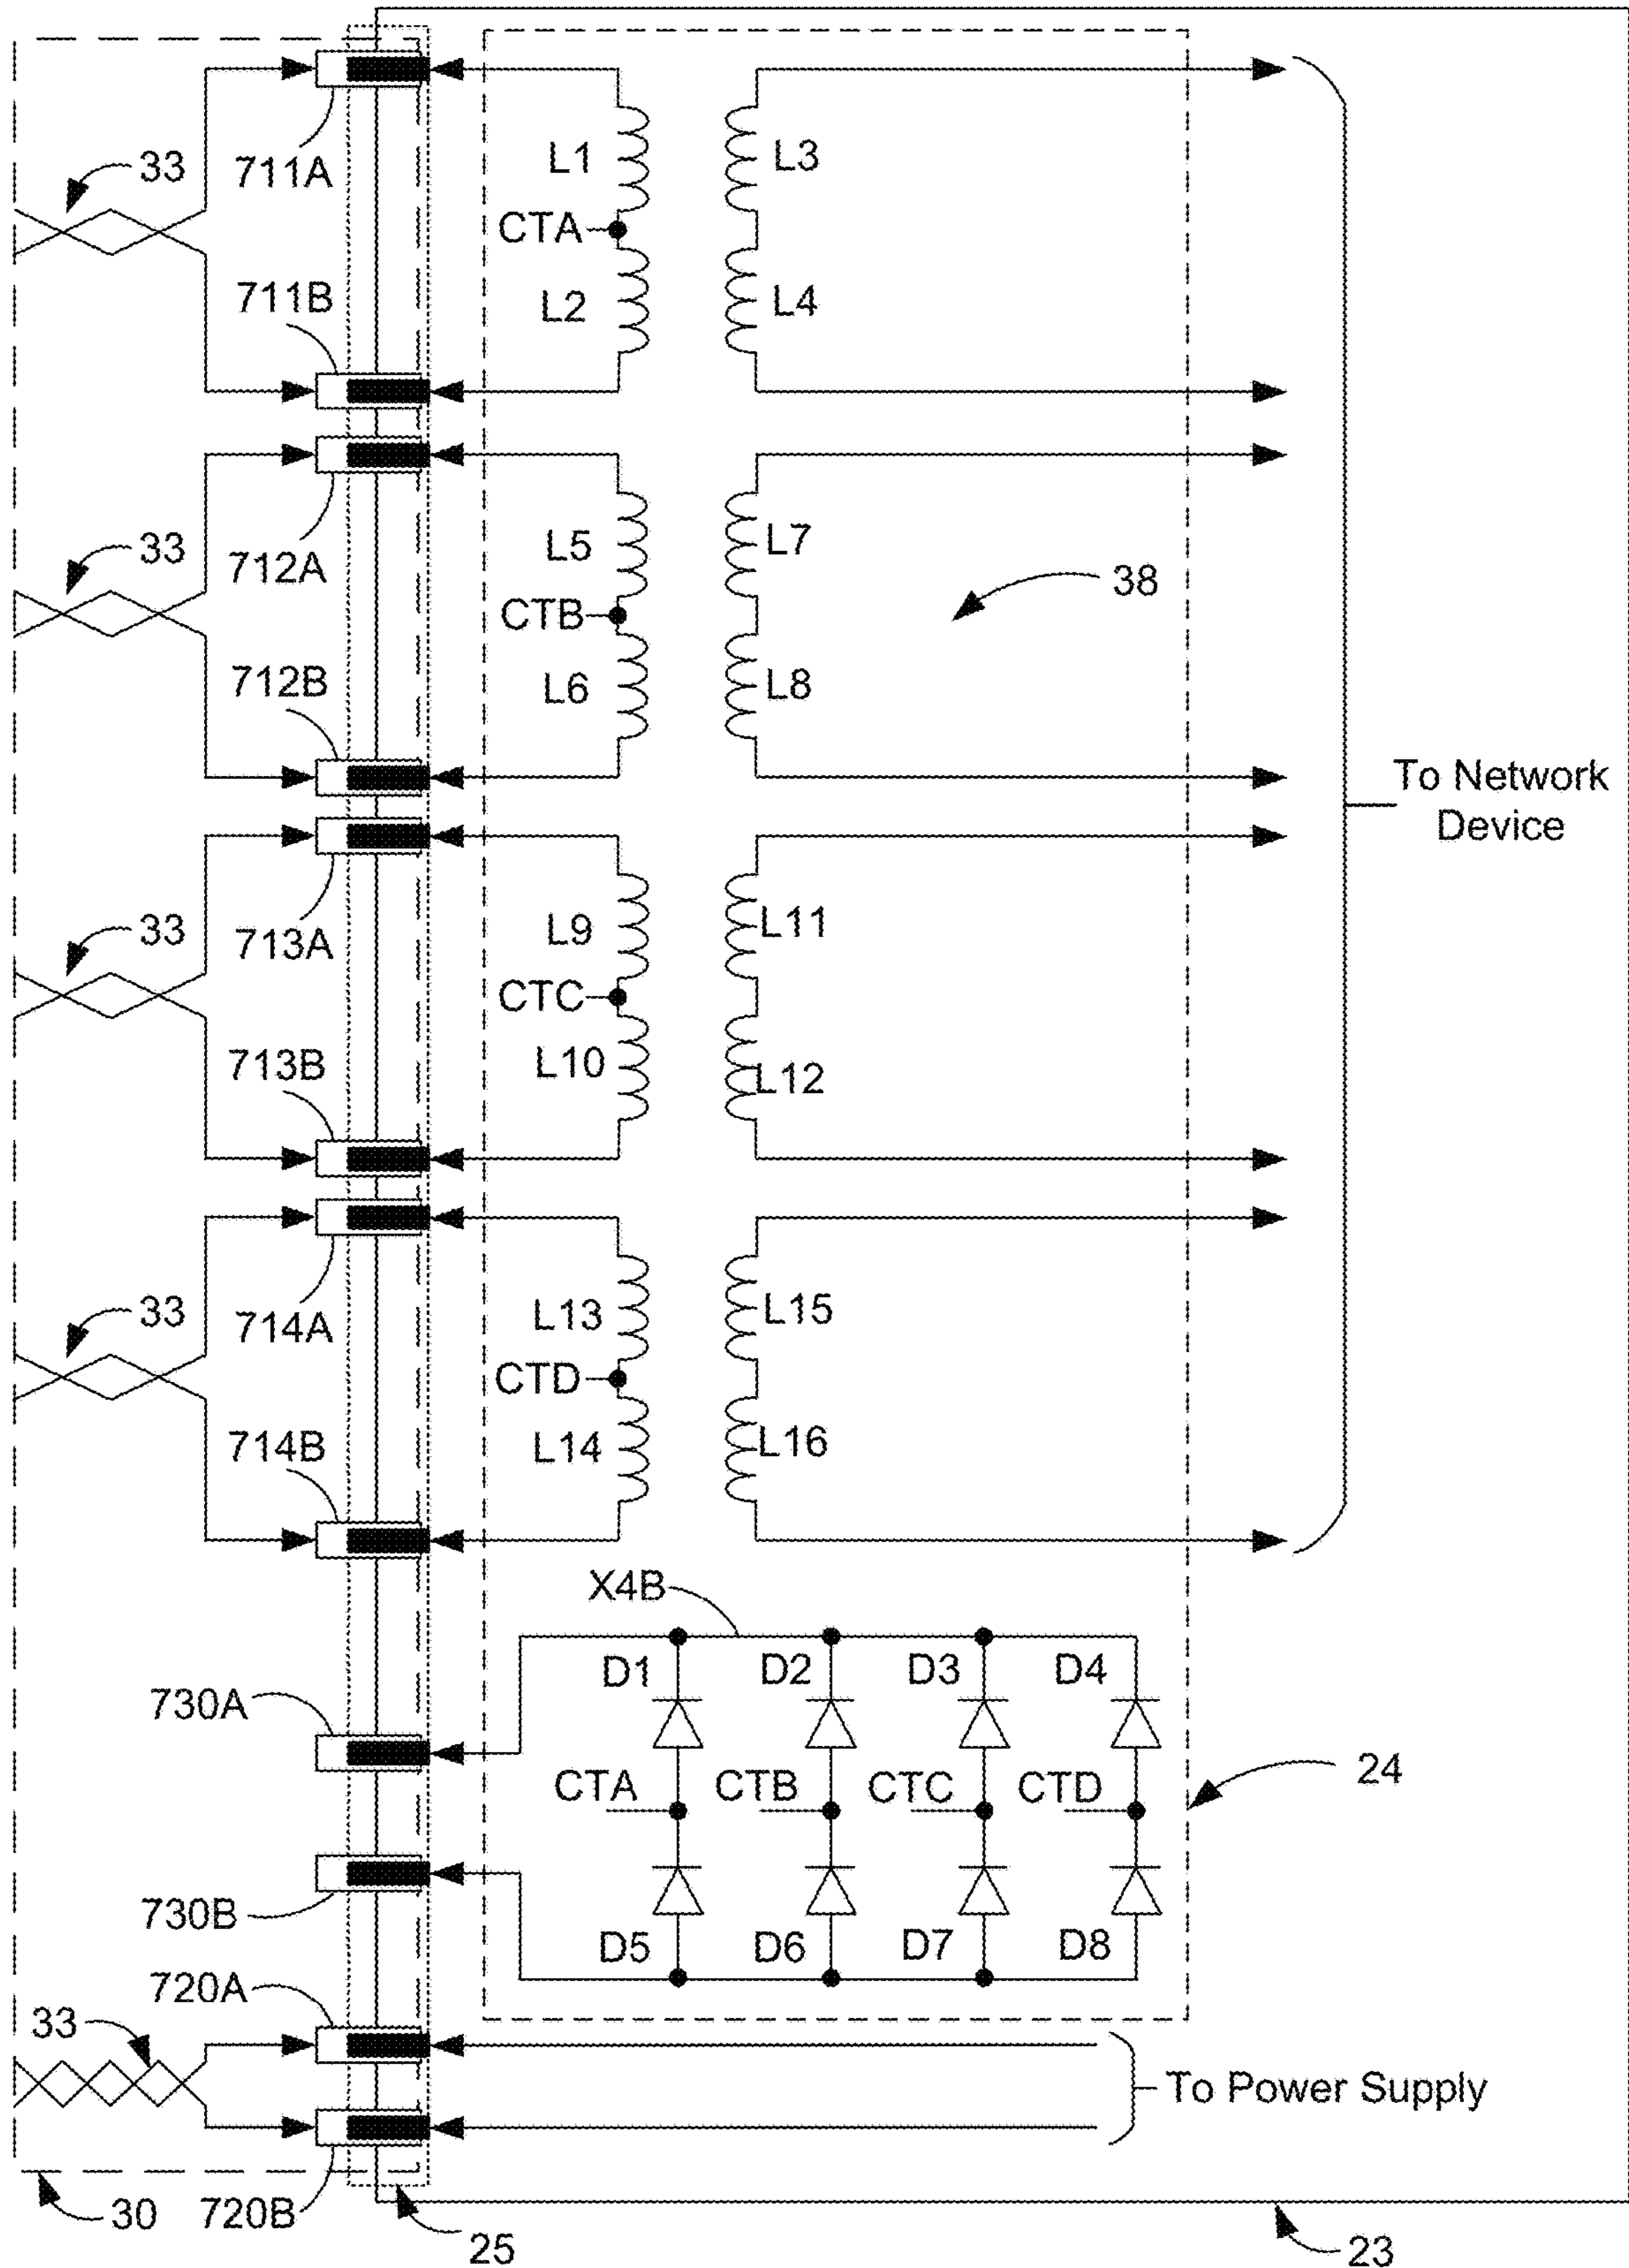 33
711A
L1
L3
CTA
711B
L2
L4
33
712A
L5
L7
CTB
38
712B
L6
L8
To Network
Device
33
713A
L9
L11
CTC
713B
L10
L12
33
714A
L13
L15
CTD
714B
L14
L16
X4B
730A
D1
D2
D3
D4
CTA
CTB
CTC
CTD
24
730B
D5
D6
D7
D8
720A
33
To Power Supply
30
720B
25
23